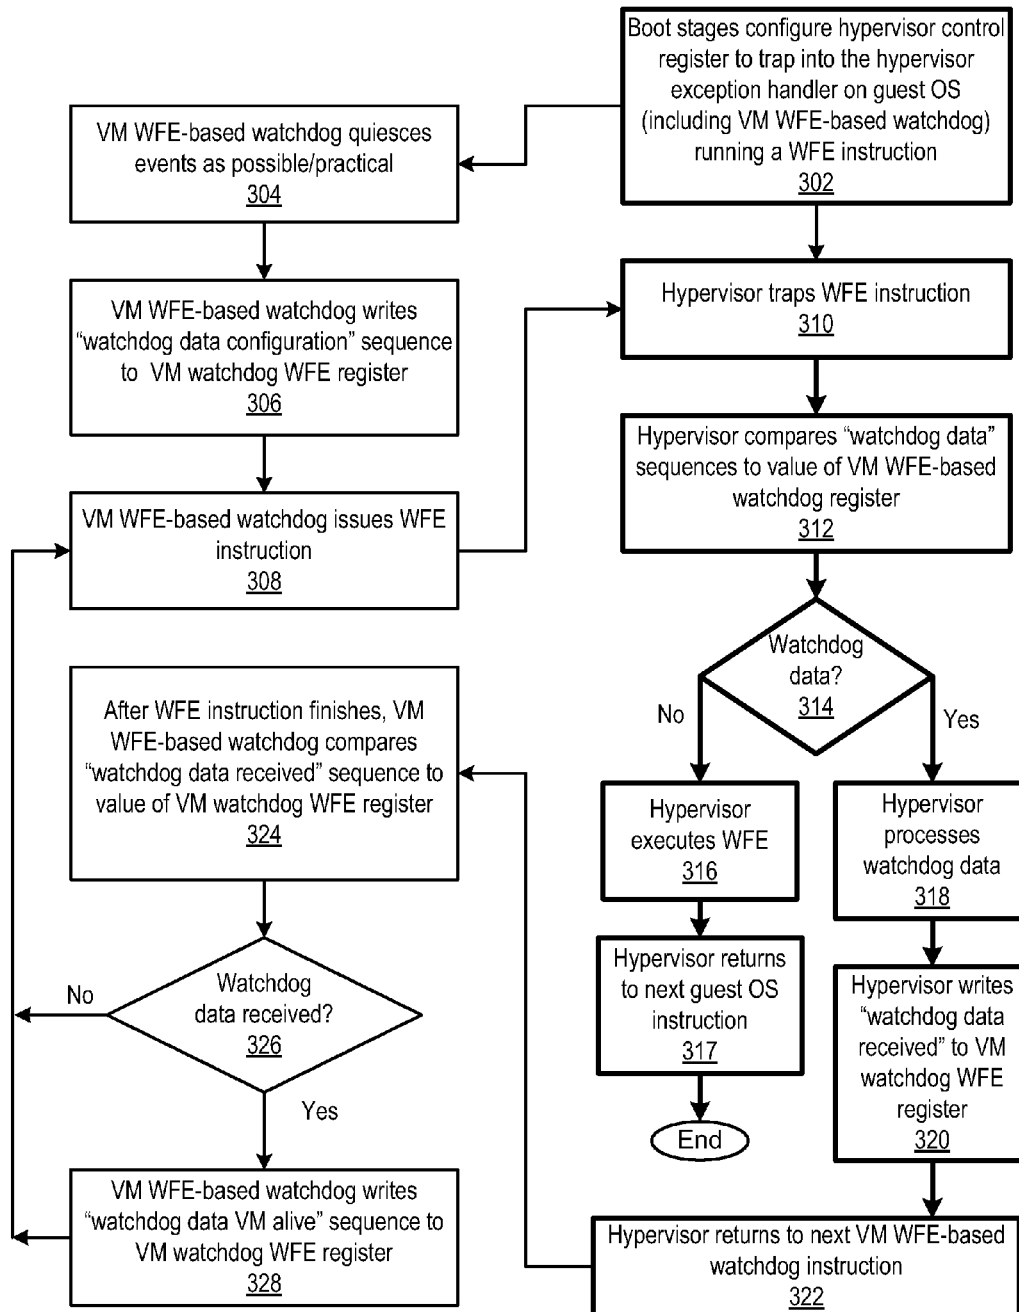 Boot stages configure hypervisor control
register to trap into the hypervisor
exception handler on guest OS
(including VM WFE-based watchdog)
running a WFE instruction
302
VM WFE-based watchdog quiesces
events as possible/practical
304
VM WFE-based watchdog writes
“watchdog data configuration” sequence
to VM watchdog WFE register
306
VM WFE-based watchdog issues WFE
instruction
308
Hypervisor traps WFE instruction
310
Hypervisor compares “watchdog data”
sequences to value of VM WFE-based
watchdog register
312
Watchdog
data?
314
No
Yes
Hypervisor
executes WFE
316
Hypervisor returns
to next guest OS
instruction
317
End
Hypervisor
processes
watchdog data
318
Hypervisor writes
“watchdog data
received” to VM
watchdog WFE
register
320
Hypervisor returns to next VM WFE-based
watchdog instruction
322
After WFE instruction finishes, VM
WFE-based watchdog compares
“watchdog data received” sequence to
value of VM watchdog WFE register
324
Watchdog
data received?
326
No
Yes
VM WFE-based watchdog writes
“watchdog data VM alive” sequence to
VM watchdog WFE register
328